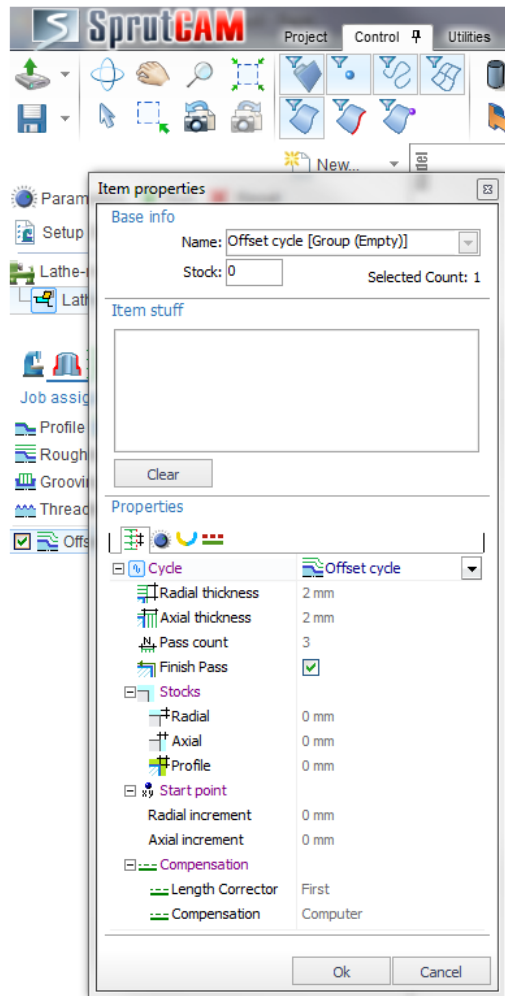 SprutCAM
Project Control Utilities
New...
Param
Item properties
Base info
Setup
Name: Offset cycle [Group (Empty)]
Stock: 0 Selected Count: 1
Lathe-
Lath
Item stuff
Job assig
Profile
Rough
Clear
Groovi
Properties
Thread
Offs
Cycle Offset cycle
Radial thickness 2 mm
Axial thickness 2 mm
Pass count 3
Finish Pass
Stocks
Radial 0 mm
Axial 0 mm
Profile 0 mm
Start point
Radial increment 0 mm
Axial increment 0 mm
Compensation
Length Corrector First
Compensation Computer
Ok Cancel